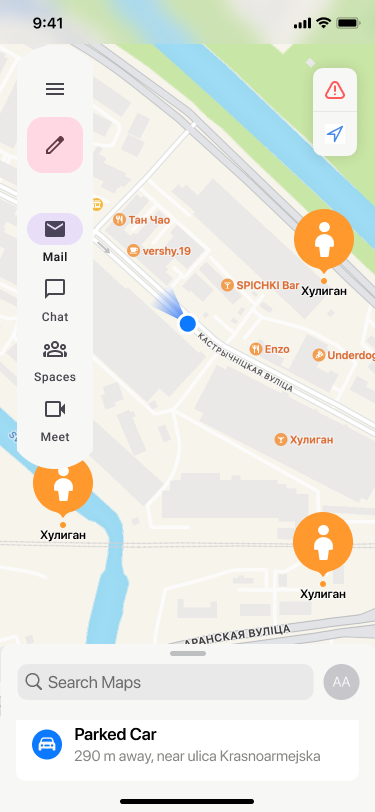 9:41
Тан Чао
vershy.19
Mail
SPICHKI Bar
Хулиган
Chat
КАСТРЫЧНІЦКАЯ ВУЛІЦА
Enzo
Underdog
Spaces
Meet
Хулиган
Хулиган
Хулиган
АРАНСКАЯ ВУЛІЦА
Search Maps
AA
Parked Car
290 m away, near ulica Krasnoarmejska